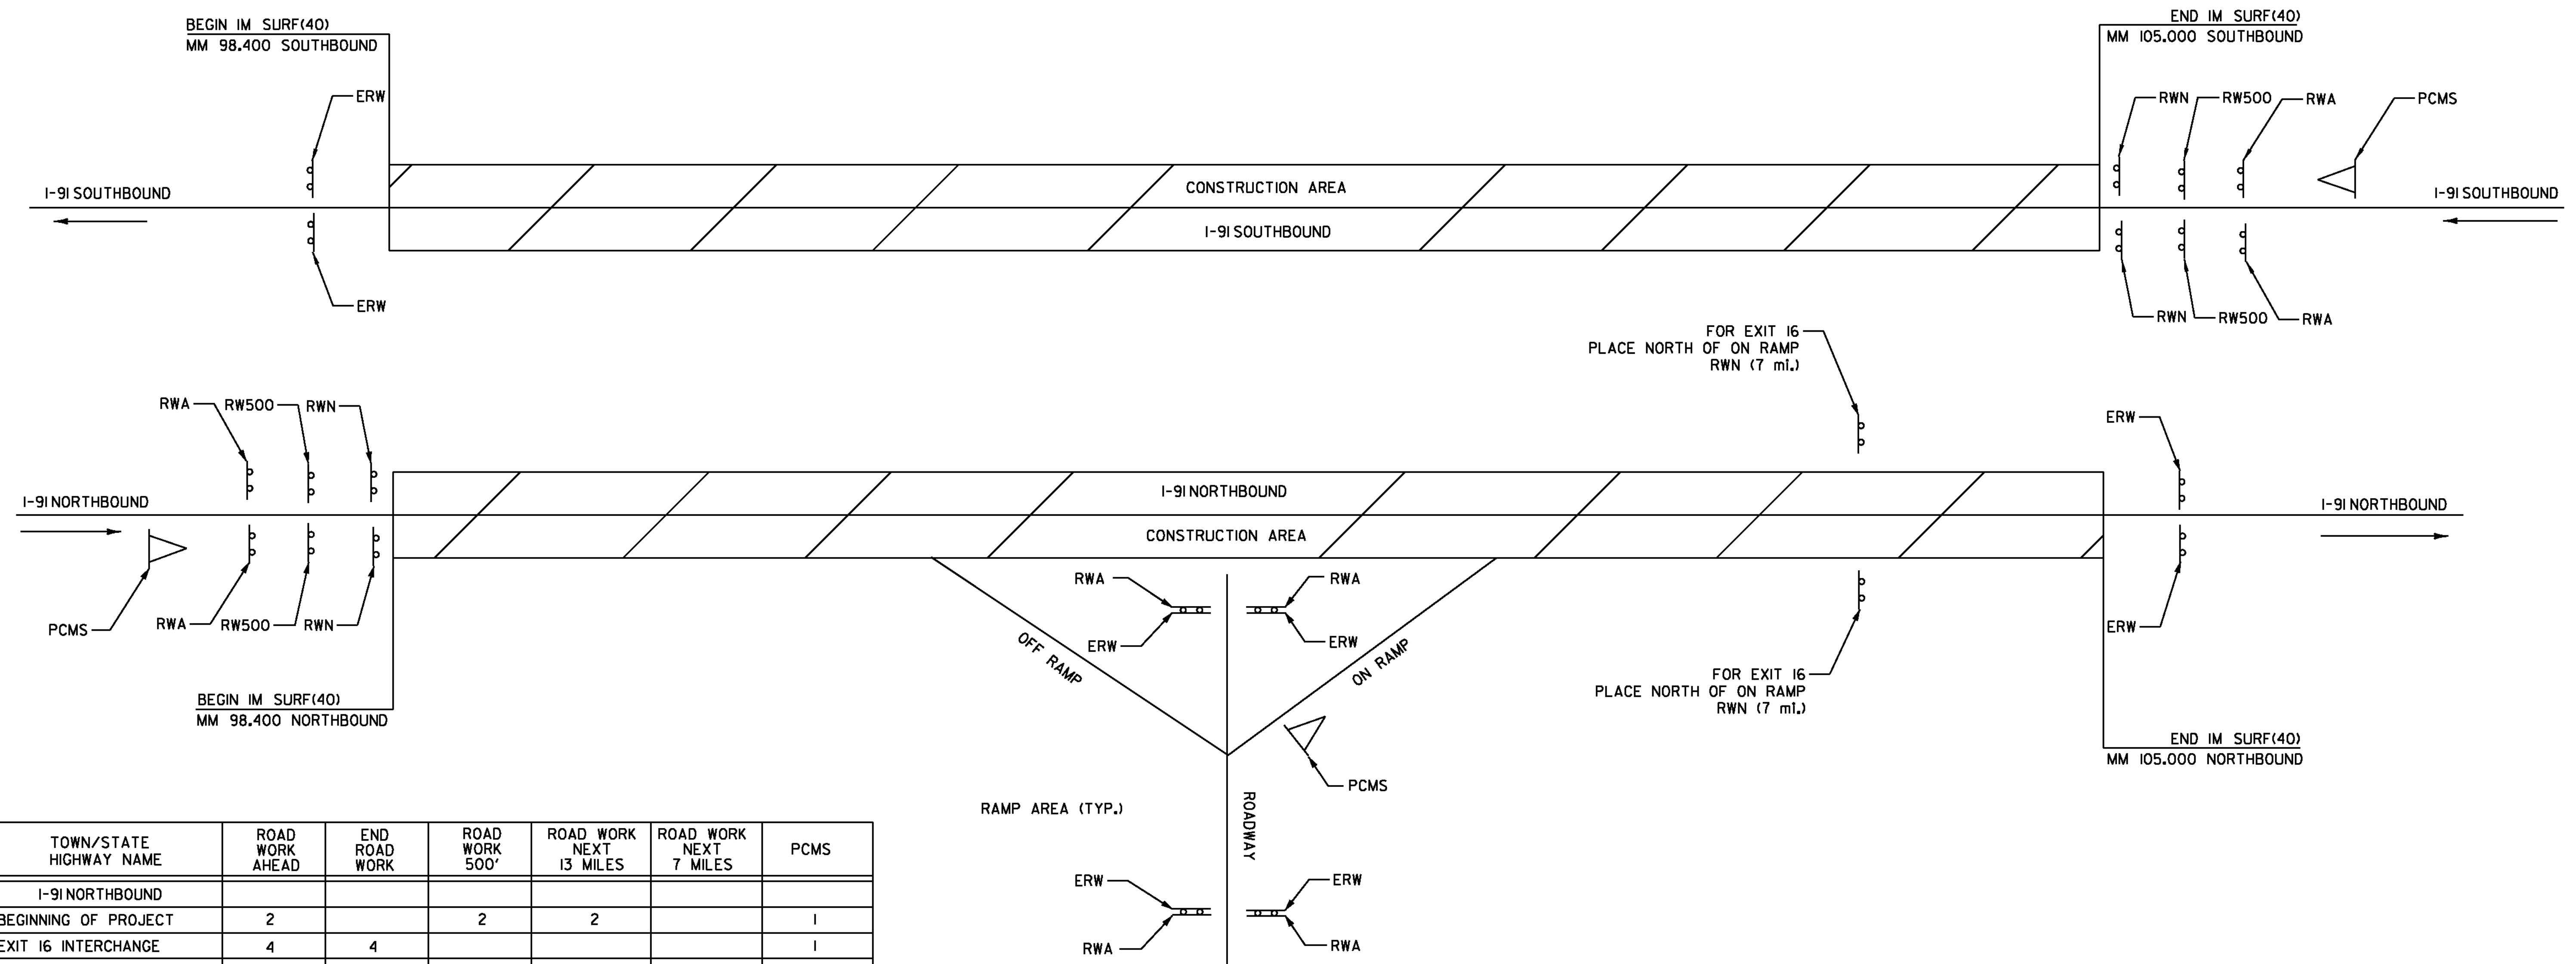 BEGIN IM SURF(40)
MM 98.400 SOUTHBOUND
END IM SURF(40)
MM 105.000 SOUTHBOUND
ERW
RWN
RW500
RWA
PCMS
I-91 SOUTHBOUND
CONSTRUCTION AREA
I-91 SOUTHBOUND
I-91 SOUTHBOUND
ERW
RWN
RW500
RWA
FOR EXIT 16
PLACE NORTH OF ON RAMP
RWN (7 mi.)
RWA
RW500
RWN
ERW
I-91 NORTHBOUND
I-91 NORTHBOUND
CONSTRUCTION AREA
I-91 NORTHBOUND
PCMS
RWA
RW500
RWN
RWA
RWA
ERW
ERW
OFF RAMP
ON RAMP
ERW
FOR EXIT 16
PLACE NORTH OF ON RAMP
RWN (7 mi.)
BEGIN IM SURF(40)
MM 98.400 NORTHBOUND
END IM SURF(40)
MM 105.000 NORTHBOUND
PCMS
RAMP AREA (TYP.)
ROADWAY
ERW
ERW
RWA
RWA
TOWN/STATE
HIGHWAY NAME
ROAD
WORK
AHEAD
END
ROAD
WORK
ROAD
WORK
500'
ROAD WORK
NEXT
13 MILES
ROAD WORK
NEXT
7 MILES
PCMS
I-91 NORTHBOUND
BEGINNING OF PROJECT 2 2 2 1
EXIT 16 INTERCHANGE 4 4 1